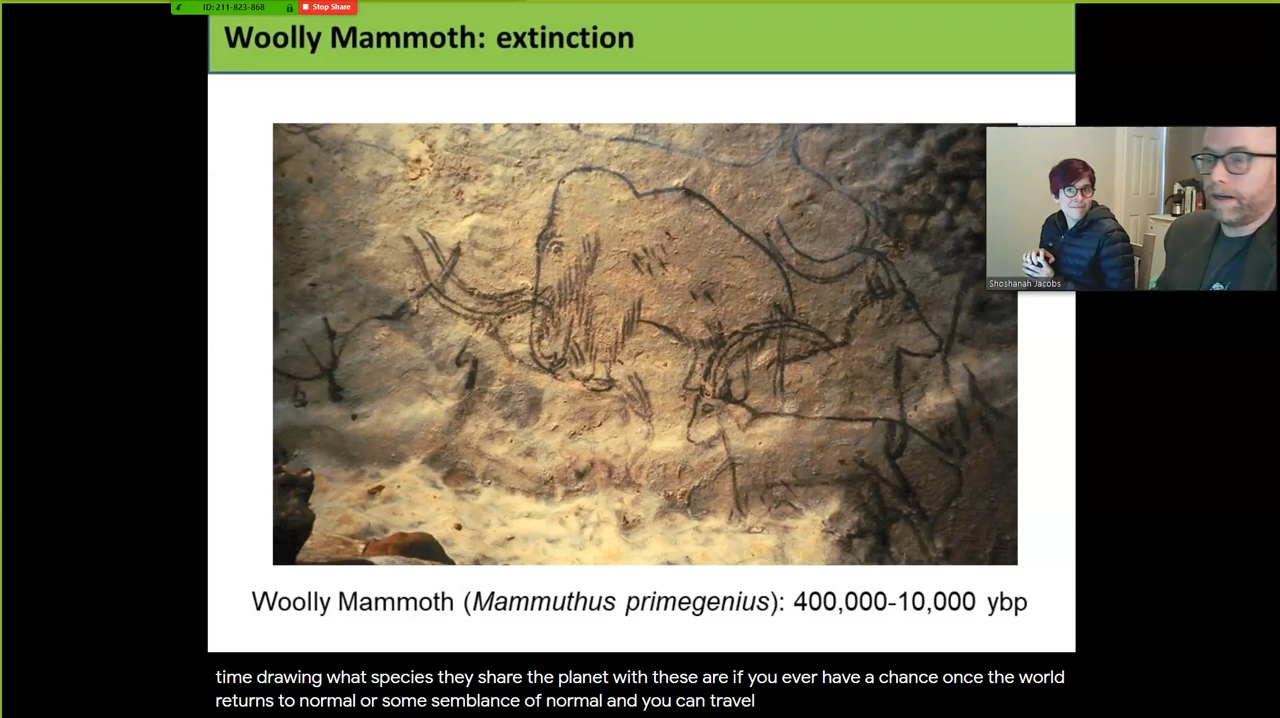 ID: 211-823-868
Stop Share
Woolly Mammoth: extinction
Shoshanah Jacobs
Woolly Mammoth (Mammuthus primegenius): 400,000-10,000 ybp
time drawing what species they share the planet with these are if you ever have a chance once the world
returns to normal or some semblance of normal and you can travel